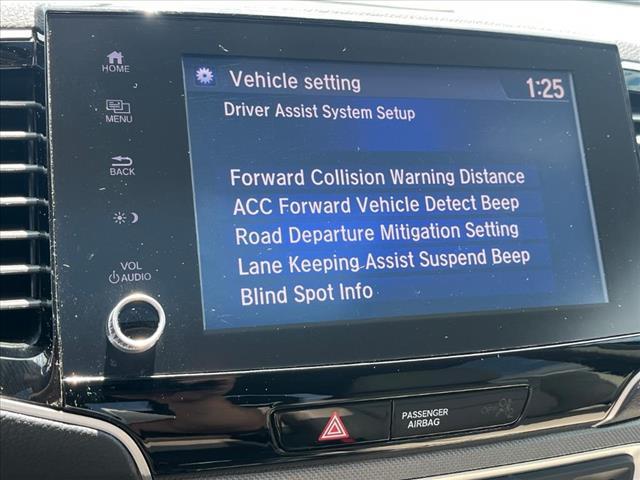 HOME
MENU
BACK
VOL
AUDIO
Vehicle setting
1:25
Driver Assist System Setup
Forward Collision Warning Distance
ACC Forward Vehicle Detect Beep
Road Departure Mitigation Setting
Lane Keeping Assist Suspend Beep
Blind Spot Info
PASSENGER
AIRBAG
OFF